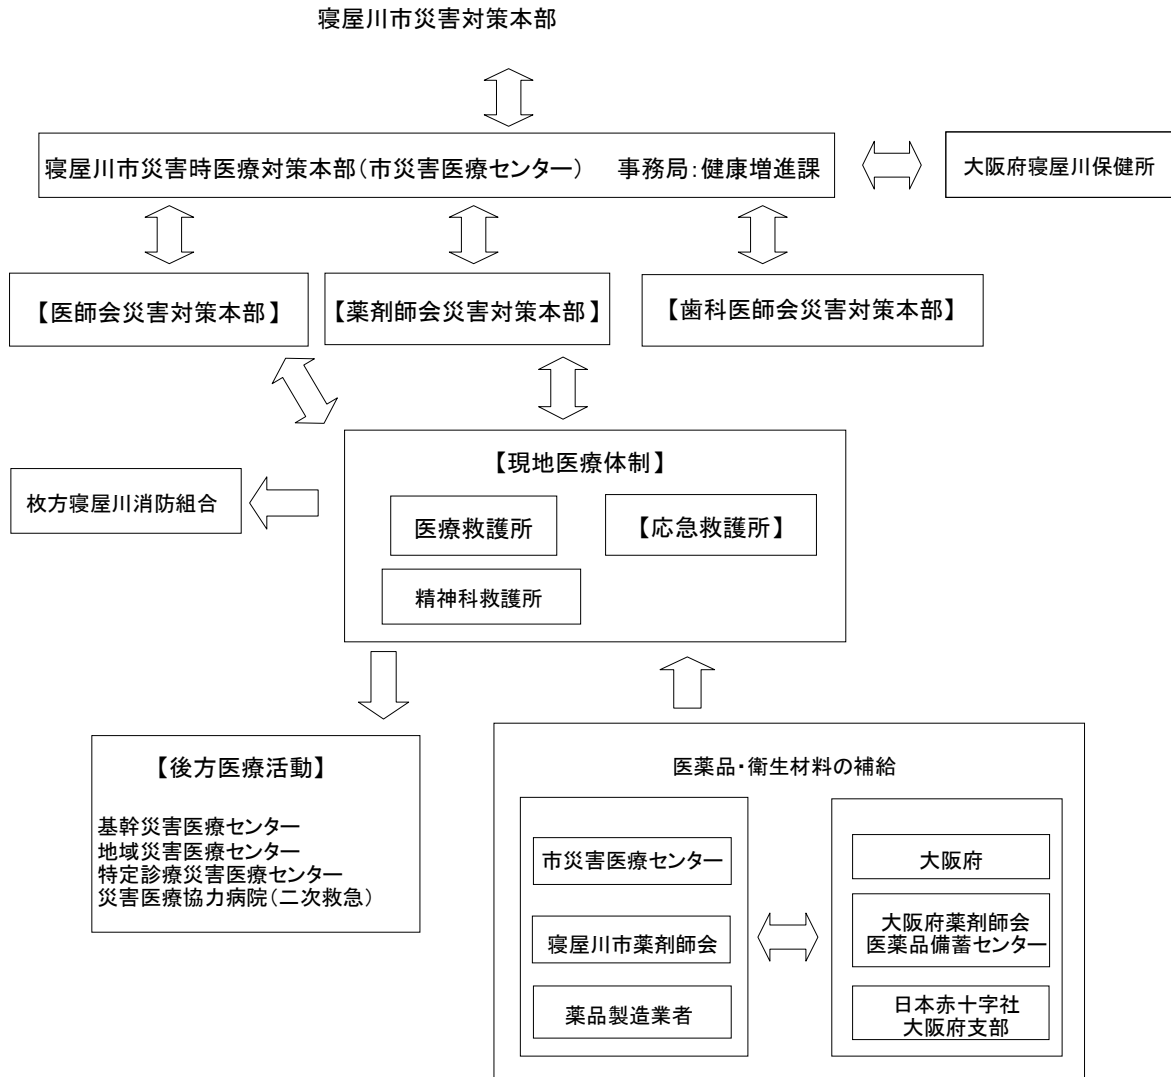 寝屋川市災害対策本部
寝屋川市災害時医療対策本部(市災害医療センター)　事務局:健康増進課
大阪府寝屋川保健所
【医師会災害対策本部】
【薬剤師会災害対策本部】
【歯科医師会災害対策本部】
【現地医療体制】
枚方寝屋川消防組合
医療救護所
【応急救護所】
精神科救護所
【後方医療活動】
基幹災害医療センター
地域災害医療センター
特定診療災害医療センター
災害医療協力病院(二次救急)
医薬品・衛生材料の補給
市災害医療センター
寝屋川市薬剤師会
薬品製造業者
大阪府
大阪府薬剤師会
医薬品備蓄センター
日本赤十字社
大阪府支部